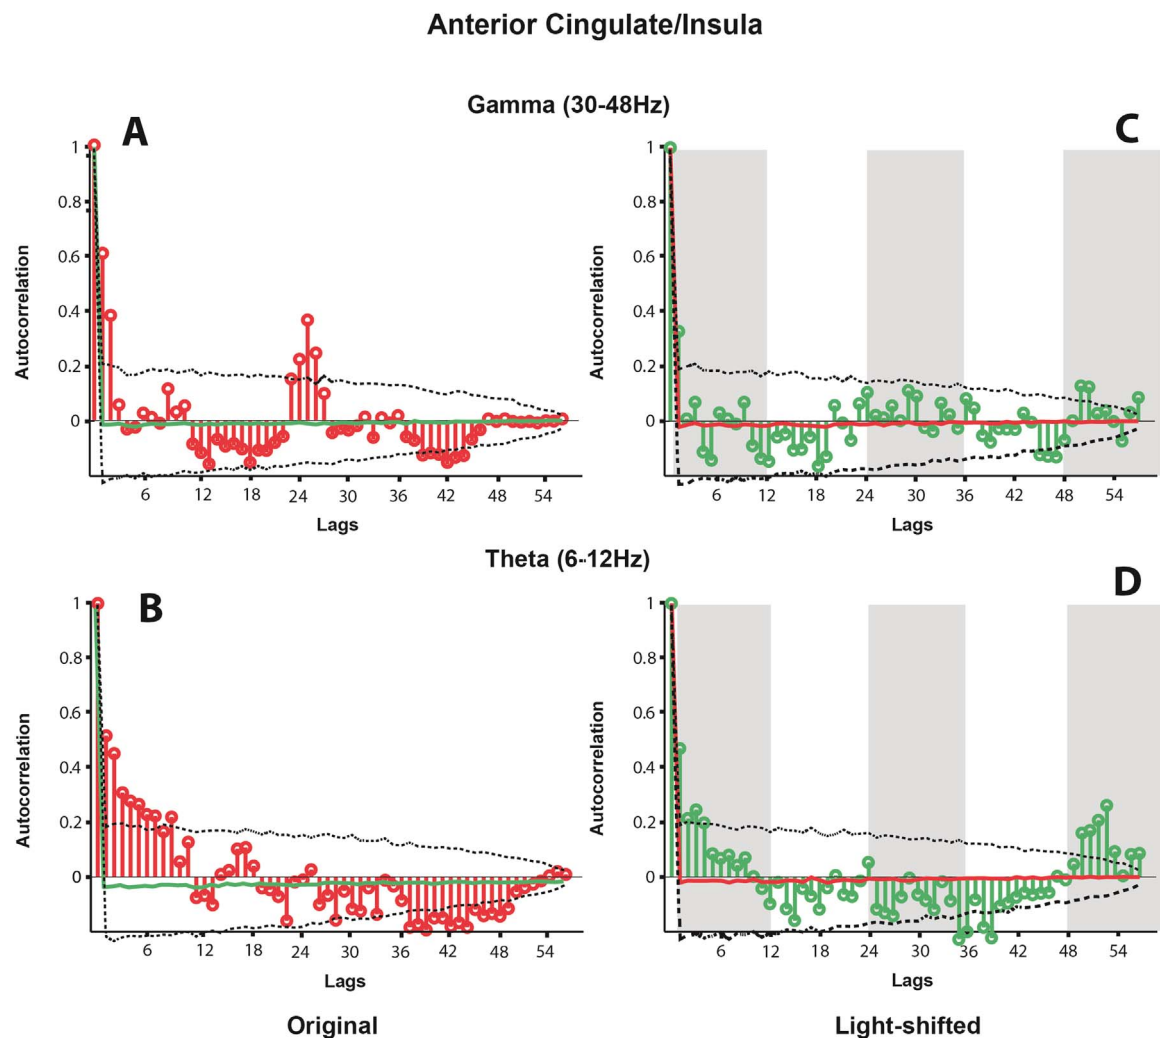 Anterior Cingulate/Insula
Gamma (30-48Hz)
A
1
0.8
0.6
0.4
0.2
0
Autocorrelation
6 12 18 24 30 36 42 48 54
Lags
C
1
0.8
0.6
0.4
0.2
0
Autocorrelation
6 12 18 24 30 36 42 48 54
Lags
Theta (6-12Hz)
B
1
0.8
0.6
0.4
0.2
0
Autocorrelation
6 12 18 24 30 36 42 48 54
Lags
Original
D
1
0.8
0.6
0.4
0.2
0
Autocorrelation
6 12 18 24 30 36 42 48 54
Lags
Light-shifted